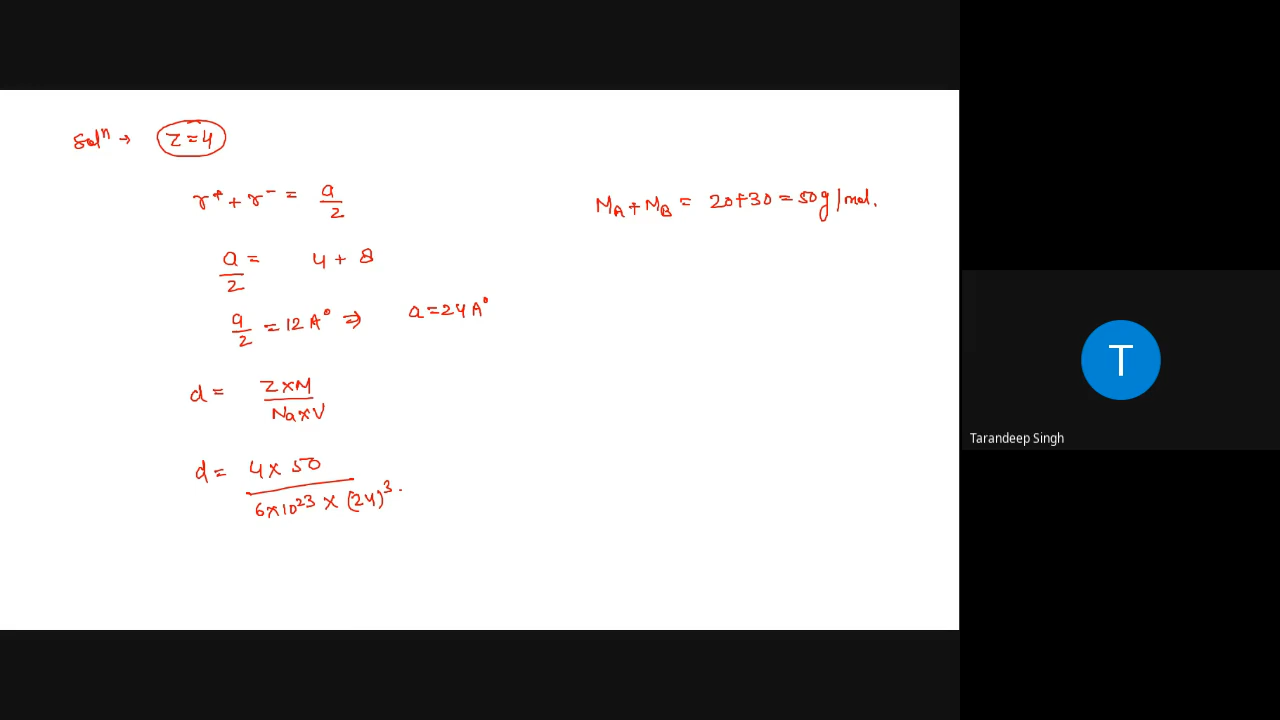 Solⁿ → Z=4
r⁺ + r⁻ = a/2
M_A + M_B = 20+30 = 50g/mol.
a/2 = 4 + 8
a/2 = 12 A° ⇒ a=24A°
d = Z×M / Na×V
d = 4×50 / 6×10²³ × (24)³.
T
Tarandeep Singh